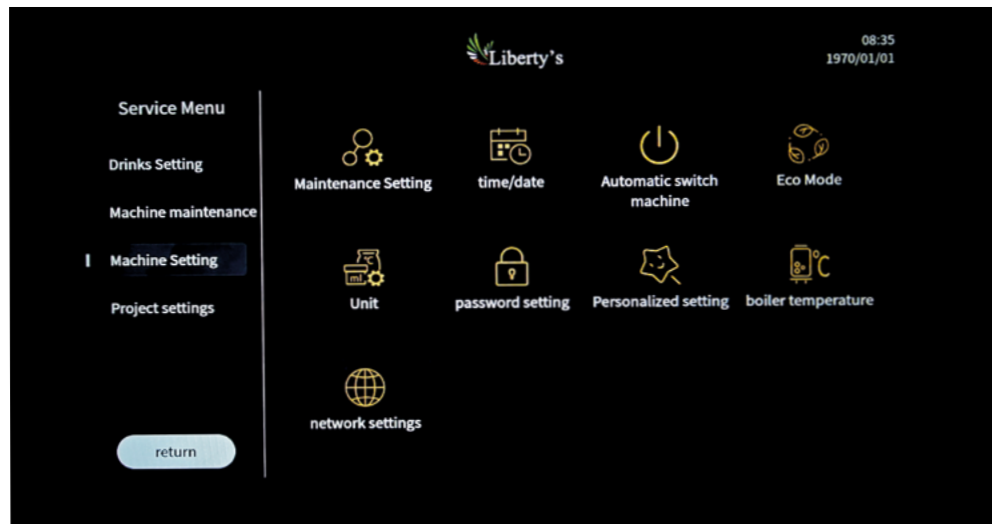 Liberty's
08:35
1970/01/01
Service Menu
Drinks Setting
Machine maintenance
Machine Setting
Project settings
return
Maintenance Setting
time/date
Automatic switch
machine
Eco Mode
°C
ml
Unit
password setting
Personalized setting
°C
boiler temperature
network settings